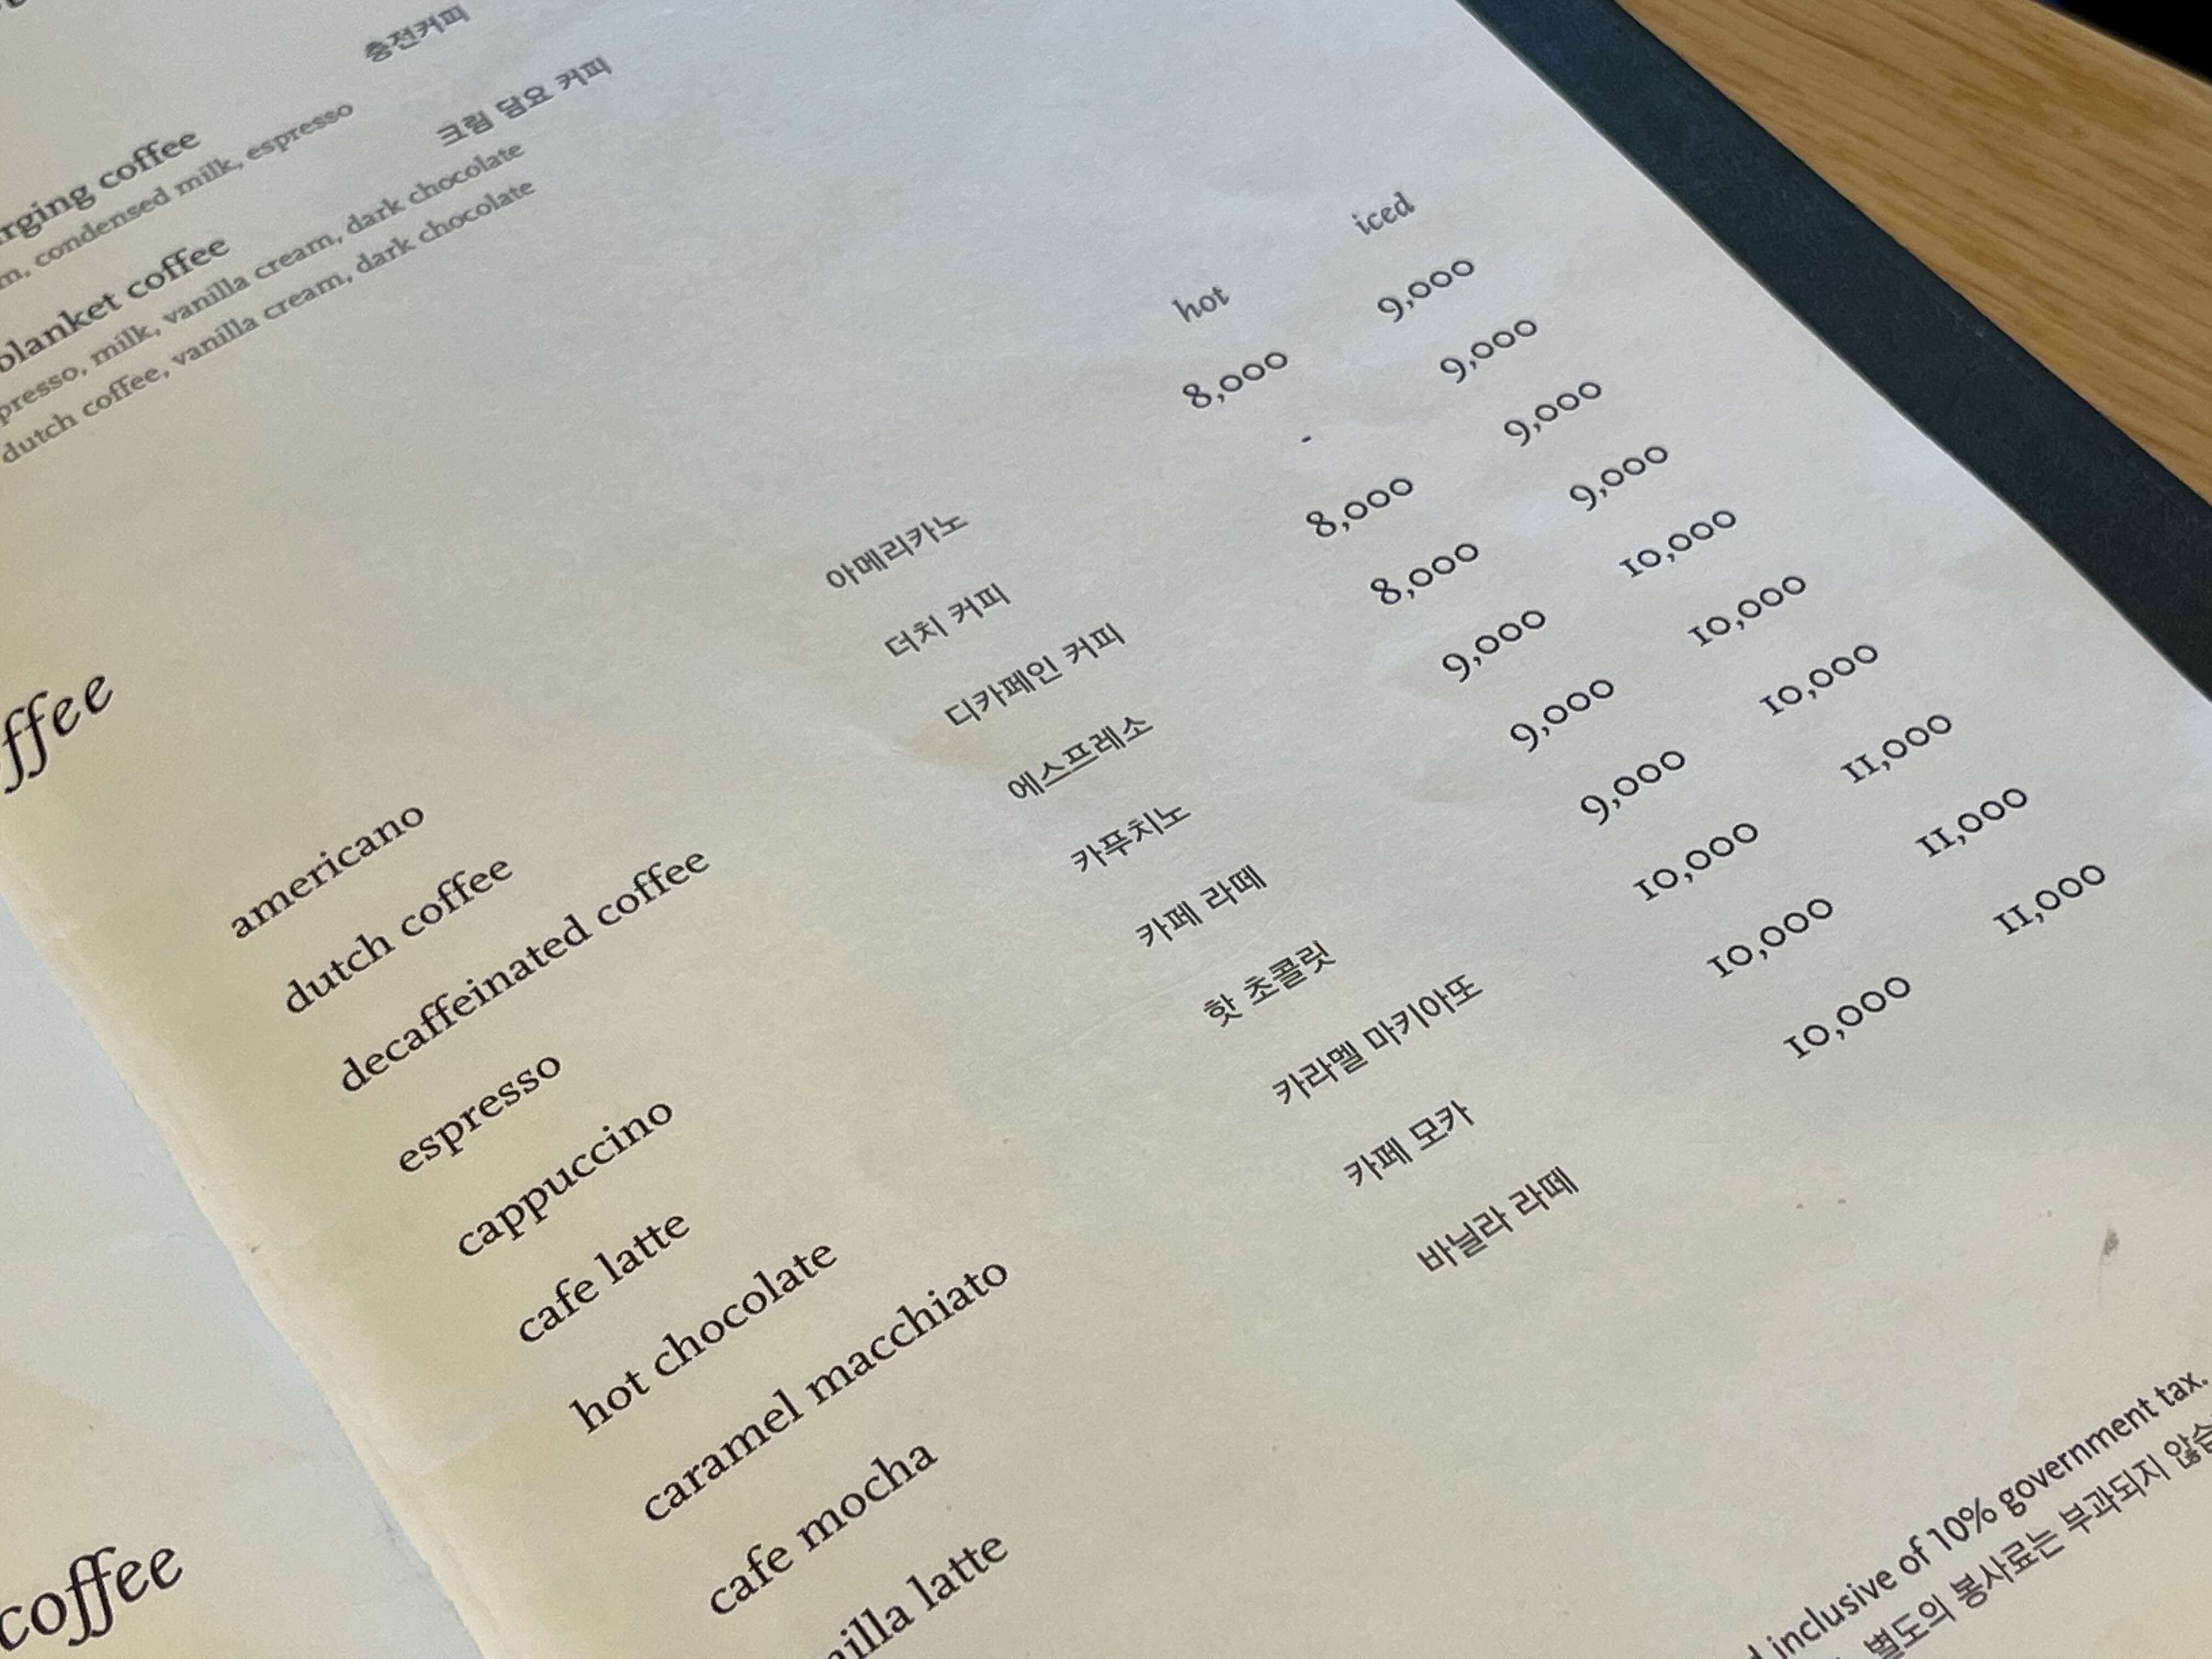 충전커피
coffee
condensed milk, espresso
크림 담요 커피
blanket coffee
milk, vanilla cream, dark chocolate
dutch coffee, vanilla cream, dark chocolate
hot iced
americano 아메리카노 8,000 9,000
dutch coffee 더치 커피 - 9,000
decaffeinated coffee 디카페인 커피 8,000 9,000
espresso 에스프레소 8,000 9,000
cappuccino 카푸치노 9,000 10,000
cafe latte 카페 라떼 9,000 10,000
hot chocolate 핫 초콜릿 9,000 10,000
caramel macchiato 카라멜 마키아또 10,000 11,000
cafe mocha 카페 모카 10,000 11,000
latte 바닐라 라떼 10,000 11,000
inclusive of 10% government tax.
별도의 봉사료는 부과되지
coffee